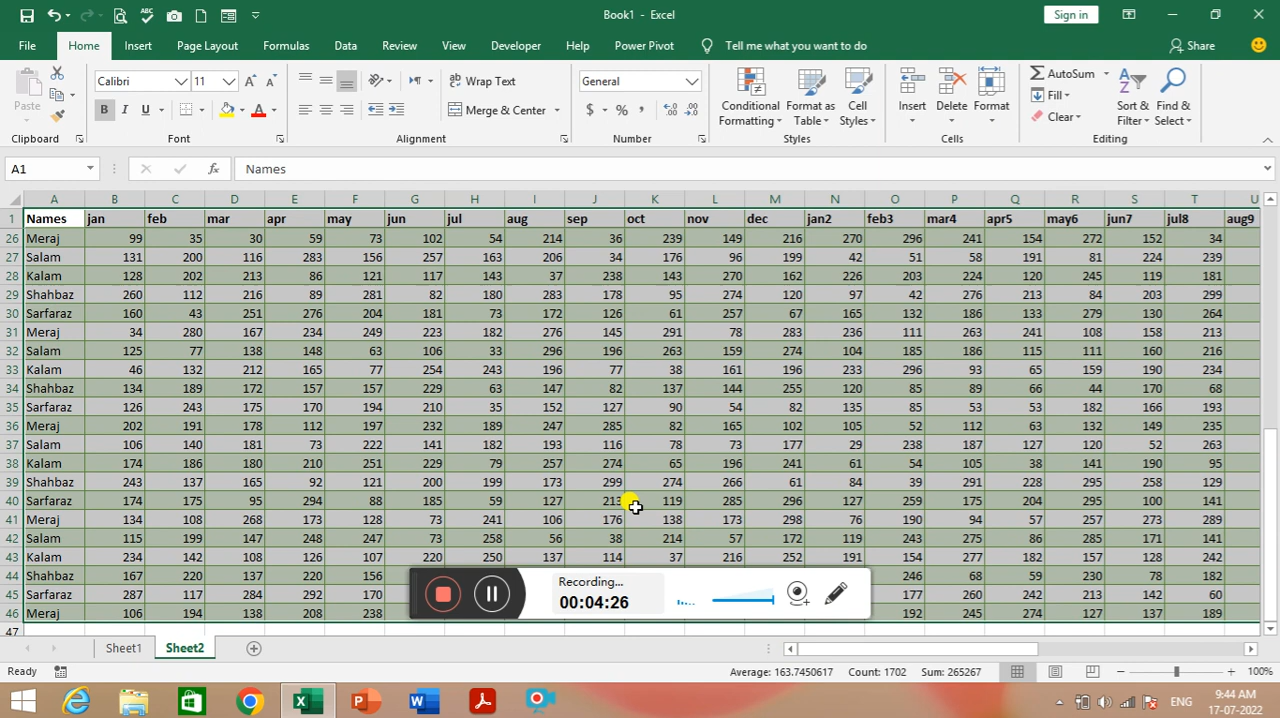 Book1 - Excel
Sign in
File Home Insert Page Layout Formulas Data Review View Developer Help Power Pivot Tell me what you want to do Share
Paste
Calibri 11
B I U
Wrap Text
Merge & Center
General
$ % ,
Conditional Formatting
Format as Table
Cell Styles
Insert Delete Format
AutoSum
Fill
Clear
Sort & Filter
Find & Select
Clipboard Font Alignment Number Styles Cells Editing
A1 fx Names
A B C D E F G H I J K L M N O P Q R S T U
1 Names jan feb mar apr may jun jul aug sep oct nov dec jan2 feb3 mar4 apr5 may6 jun7 jul8 aug9
26 Meraj 99 35 30 59 73 102 54 214 36 239 149 216 270 296 241 154 272 152 34
27 Salam 131 200 116 283 156 257 163 206 34 176 96 199 42 51 58 191 81 224 239
28 Kalam 128 202 213 86 121 117 143 37 238 143 270 162 226 203 224 120 245 119 181
29 Shahbaz 260 112 216 89 281 82 180 283 178 95 274 120 97 42 276 213 84 203 299
30 Sarfaraz 160 43 251 276 204 181 73 172 126 61 257 67 165 132 186 133 279 130 264
31 Meraj 34 280 167 234 249 223 182 276 145 291 78 283 236 111 263 241 108 158 213
32 Salam 125 77 138 148 63 106 33 296 196 263 159 274 104 185 186 115 111 160 216
33 Kalam 46 132 212 165 77 254 243 196 77 38 161 196 233 296 93 65 159 190 234
34 Shahbaz 134 189 172 157 157 229 63 147 82 137 144 255 120 85 89 66 44 170 68
35 Sarfaraz 126 243 175 170 194 210 35 152 127 90 54 82 135 85 53 53 182 166 193
36 Meraj 202 191 178 112 197 232 189 247 285 82 165 102 105 52 112 63 132 149 235
37 Salam 106 140 181 73 222 141 182 193 116 78 73 177 29 238 187 127 120 52 263
38 Kalam 174 186 180 210 251 229 79 257 274 65 196 241 61 54 105 38 141 190 95
39 Shahbaz 243 137 165 92 121 200 199 173 299 274 266 61 84 39 291 228 295 258 129
40 Sarfaraz 174 175 95 294 88 185 59 127 213 119 285 296 127 259 175 204 295 100 141
41 Meraj 134 108 268 173 128 73 241 106 176 138 173 298 76 190 94 57 257 273 289
42 Salam 115 199 147 248 247 73 258 56 38 214 57 172 119 243 275 86 285 171 141
43 Kalam 234 142 108 126 107 220 250 137 114 37 216 252 191 154 277 182 157 128 242
44 Shahbaz 167 220 137 220 156 246 68 59 230 78 182
45 Sarfaraz 287 117 284 292 170 177 260 242 213 142 60
46 Meraj 106 194 138 208 238 192 245 274 127 137 189
47
Recording...
00:04:26
Sheet1 Sheet2
Ready Average: 163.7450617 Count: 1702 Sum: 265267 100%
ENG
9:44 AM
17-07-2022